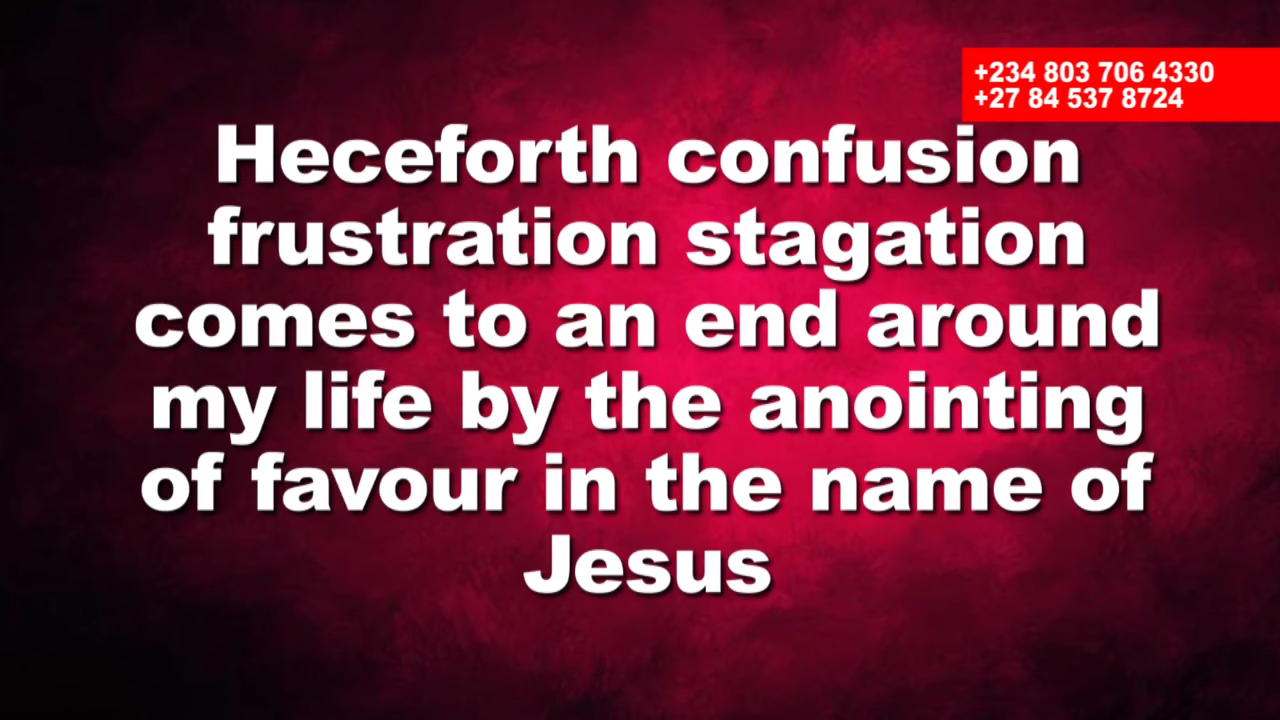 +234 803 706 4330
+27 84 537 8724
Heceforth confusion
frustration stagation
comes to an end around
my life by the anointing
of favour in the name of
Jesus